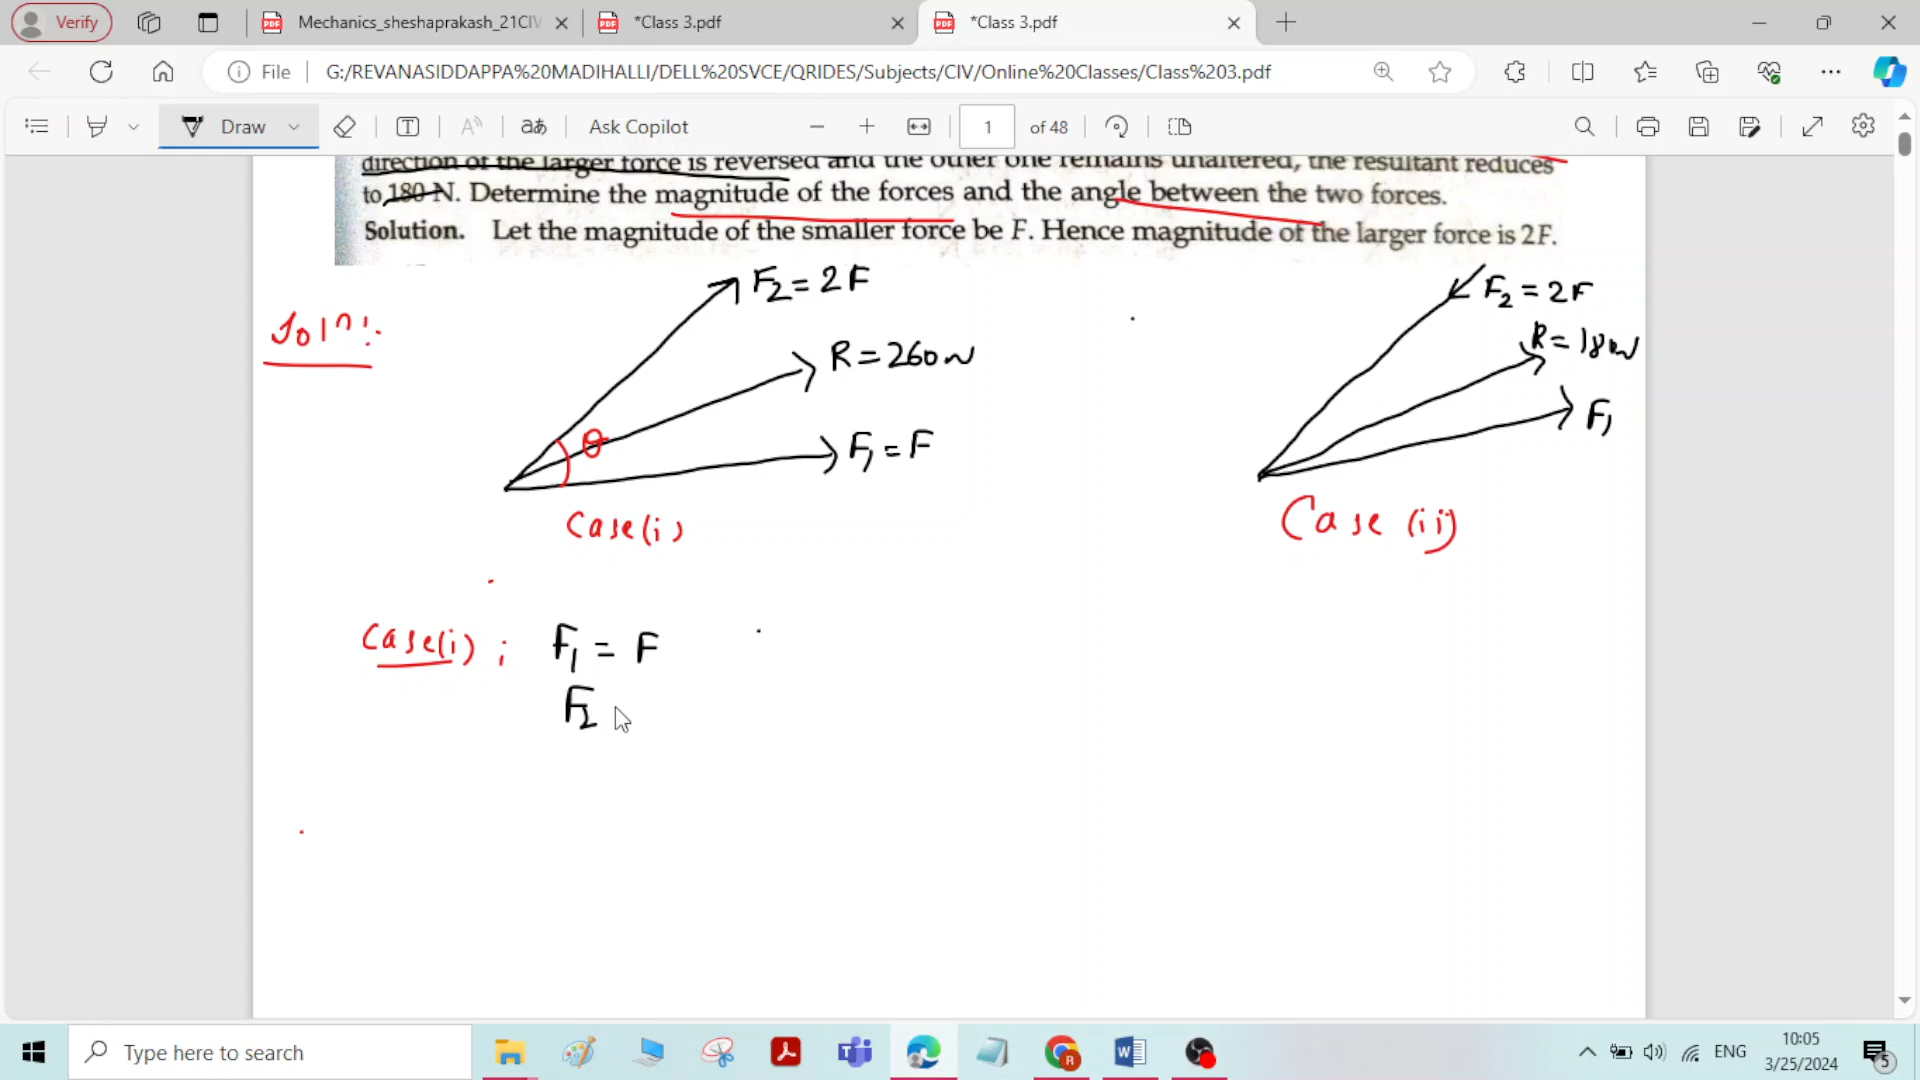 Verify
Mechanics_sheshaprakash_21CIV
*Class 3.pdf
*Class 3.pdf
File
G:/REVANASIDDAPPA%20MADIHALLI/DELL%20SVCE/QRIDES/Subjects/CIV/Online%20Classes/Class%203.pdf
Draw
Ask Copilot
1 of 48
direction of the larger force is reversed and the other one remains unaltered, the resultant reduces
to 180 N. Determine the magnitude of the forces and the angle between the two forces.
Solution. Let the magnitude of the smaller force be F. Hence magnitude of the larger force is 2F.
Soln:
F2 = 2F
R = 260N
θ
F1 = F
Case(i)
F2 = 2F
R = 180N
F1
Case (ii)
Case(i) ; F1 = F
F2
Type here to search
ENG
10:05
3/25/2024
5